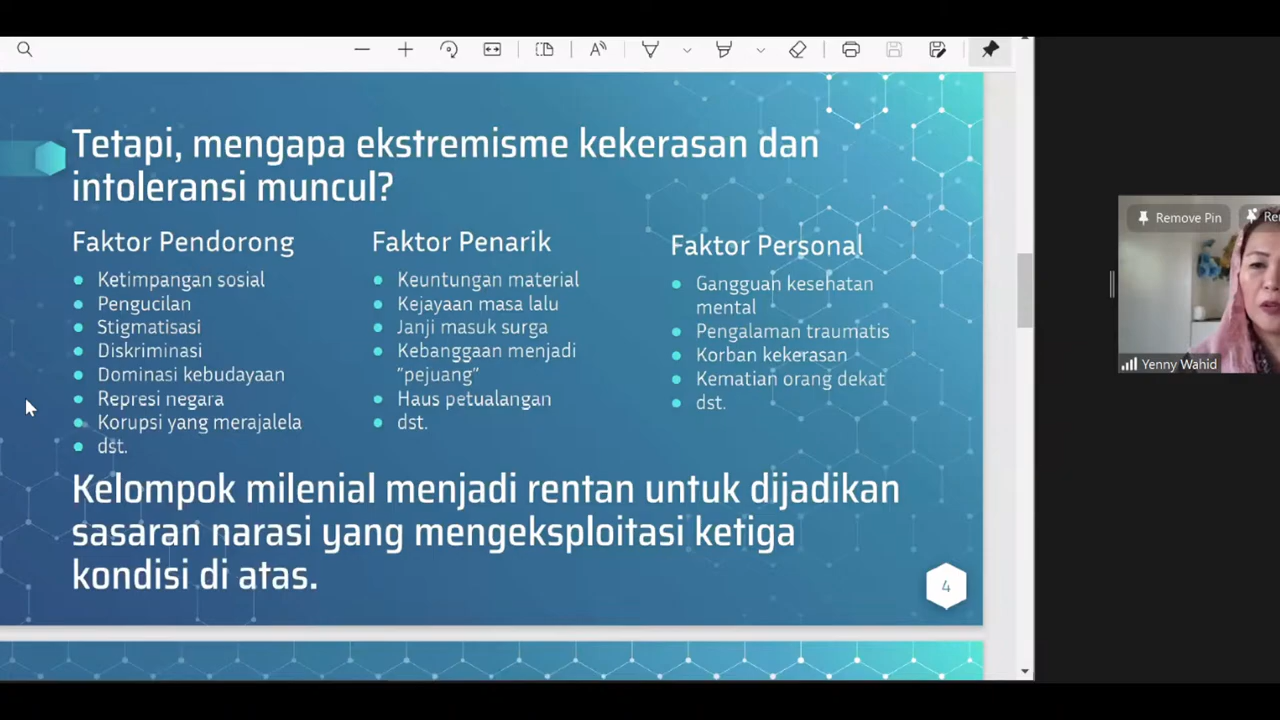 Tetapi, mengapa ekstremisme kekerasan dan
intoleransi muncul?
Faktor Pendorong
Ketimpangan sosial
Pengucilan
Stigmatisasi
Diskriminasi
Dominasi kebudayaan
Represi negara
Korupsi yang merajalela
dst.
Faktor Penarik
Keuntungan material
Kejayaan masa lalu
Janji masuk surga
Kebanggaan menjadi
"pejuang"
Haus petualangan
dst.
Faktor Personal
Gangguan kesehatan
mental
Pengalaman traumatis
Korban kekerasan
Kematian orang dekat
dst.
Kelompok milenial menjadi rentan untuk dijadikan
sasaran narasi yang mengeksploitasi ketiga
kondisi di atas.
4
Remove Pin
Yenny Wahid